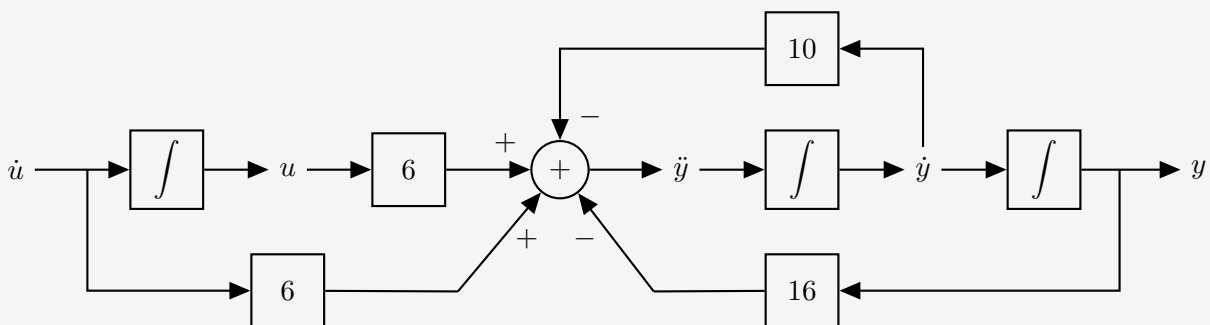 10
−
u̇ ∫ u 6 + + ÿ ∫ ẏ ∫ y
+ −
6 16